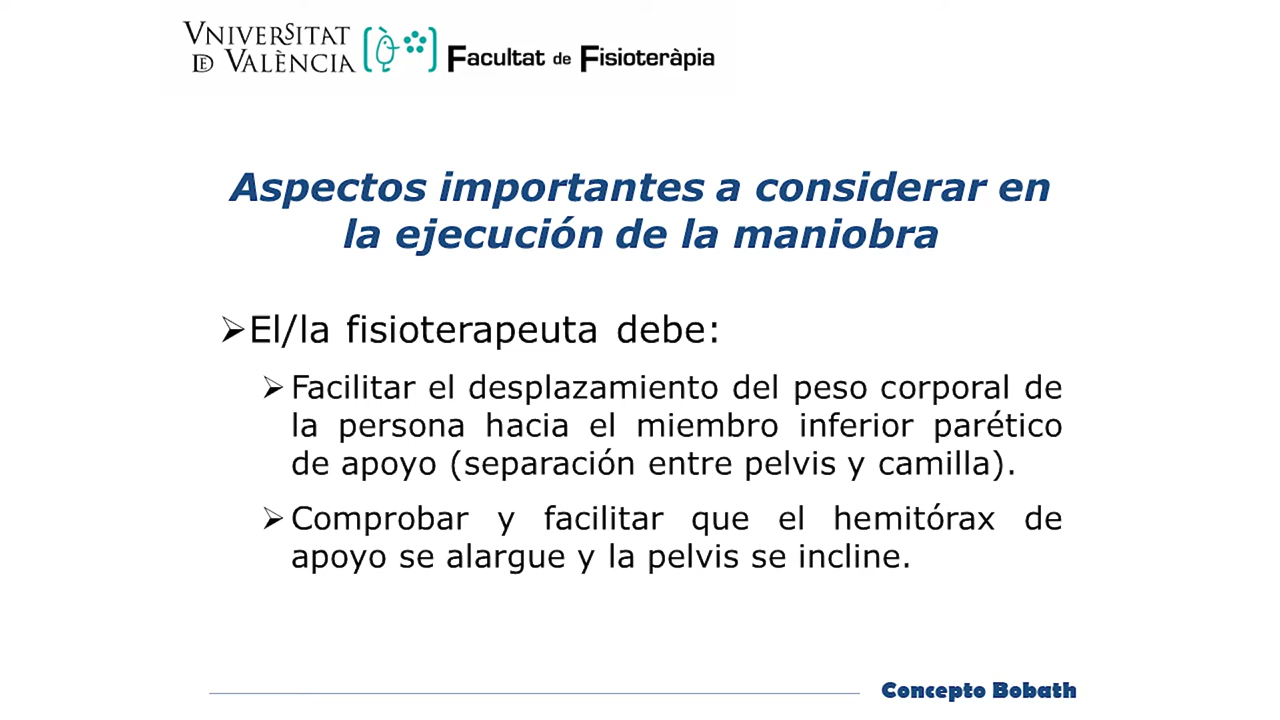 VNIVERSITAT
DE VALÈNCIA
Facultat de Fisioteràpia
Aspectos importantes a considerar en
la ejecución de la maniobra
El/la fisioterapeuta debe:
Facilitar el desplazamiento del peso corporal de
la persona hacia el miembro inferior parético
de apoyo (separación entre pelvis y camilla).
Comprobar y facilitar que el hemitórax de
apoyo se alargue y la pelvis se incline.
Concepto Bobath